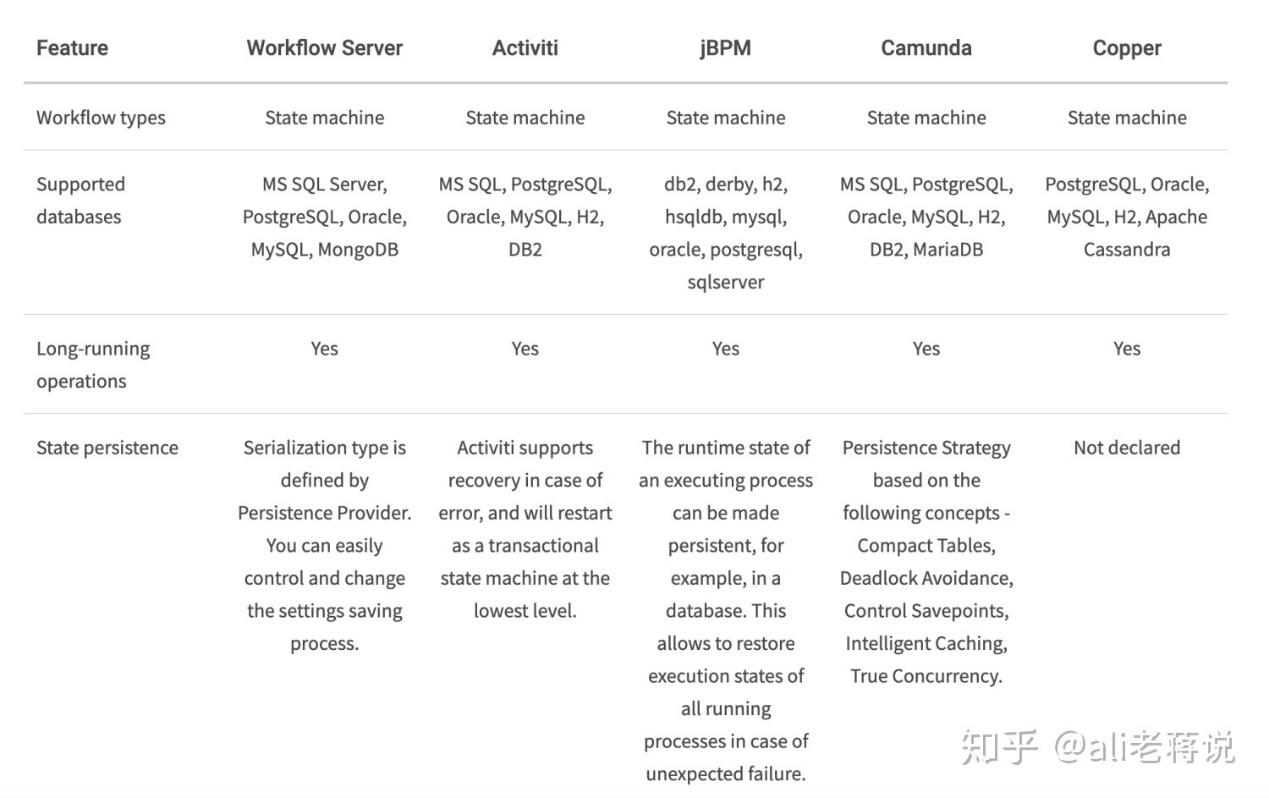 Feature Workflow Server Activiti jBPM Camunda Copper
Workflow types State machine State machine State machine State machine State machine
Supported databases
MS SQL Server, PostgreSQL, Oracle, MySQL, MongoDB
MS SQL, PostgreSQL, Oracle, MySQL, H2, DB2
db2, derby, h2, hsqldb, mysql, oracle, postgresql, sqlserver
MS SQL, PostgreSQL, Oracle, MySQL, H2, DB2, MariaDB
PostgreSQL, Oracle, MySQL, H2, Apache Cassandra
Long-running operations
Yes Yes Yes Yes Yes
State persistence
Serialization type is defined by Persistence Provider. You can easily control and change the settings saving process.
Activiti supports recovery in case of error, and will restart as a transactional state machine at the lowest level.
The runtime state of an executing process can be made persistent, for example, in a database. This allows to restore execution states of all running processes in case of unexpected failure.
Persistence Strategy based on the following concepts - Compact Tables, Deadlock Avoidance, Control Savepoints, Intelligent Caching, True Concurrency.
Not declared
知乎 @ali老蒋说